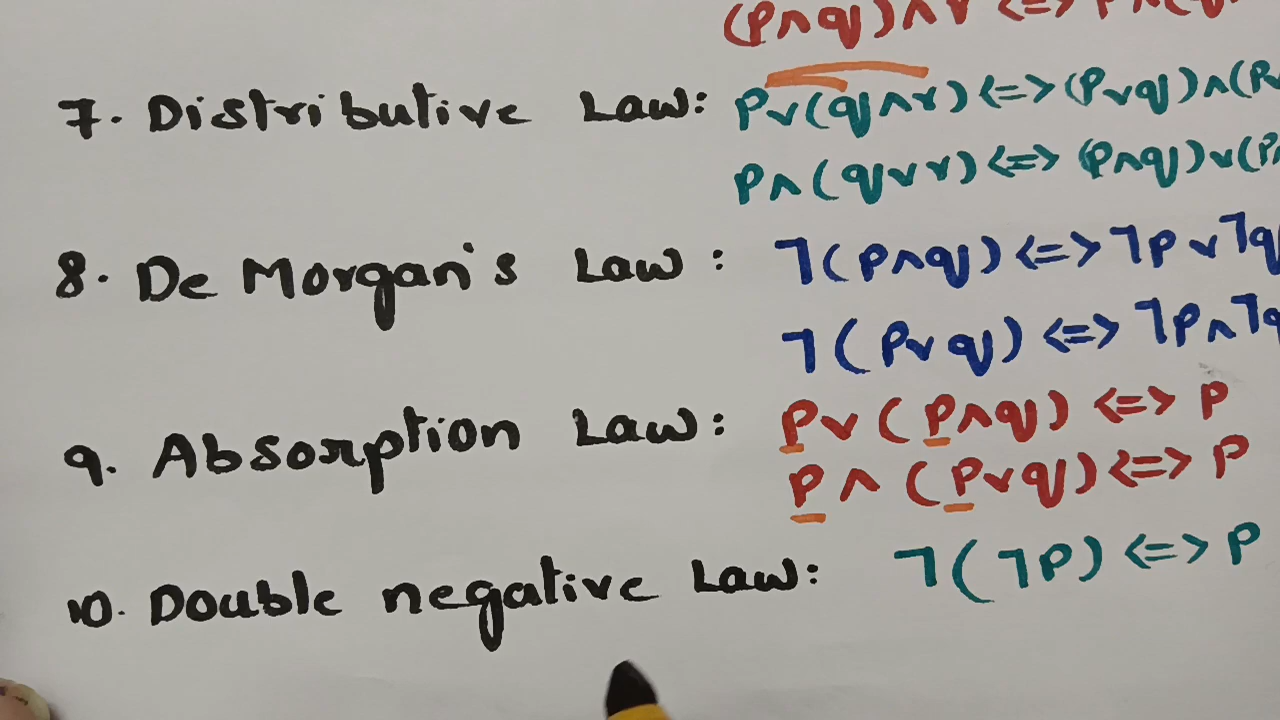 (P∧q)∧r <=> P∧(q
7. Distributive Law: P∨(q∧r) <=> (P∨q)∧(P
P∧(q∨r) <=> (P∧q)∨(P
8. De Morgan's Law : ¬(P∧q) <=> ¬P∨¬q
¬(P∨q) <=> ¬P∧¬q
9. Absorption Law: P∨(P∧q) <=> P
P∧(P∨q) <=> P
10. Double negative Law: ¬(¬P) <=> P